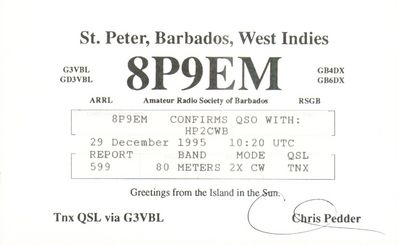 St. Peter, Barbados, West Indies
G3VBL
GD3VBL
8P9EM
GB4DX
GB6DX
ARRL Amateur Radio Society of Barbados RSGB
8P9EM CONFIRMS QSO WITH:
HP2CWB
29 December 1995 10:20 UTC
REPORT BAND MODE QSL
599 80 METERS 2X CW TNX
Greetings from the Island in the Sun.
Tnx QSL via G3VBL Chris Pedder